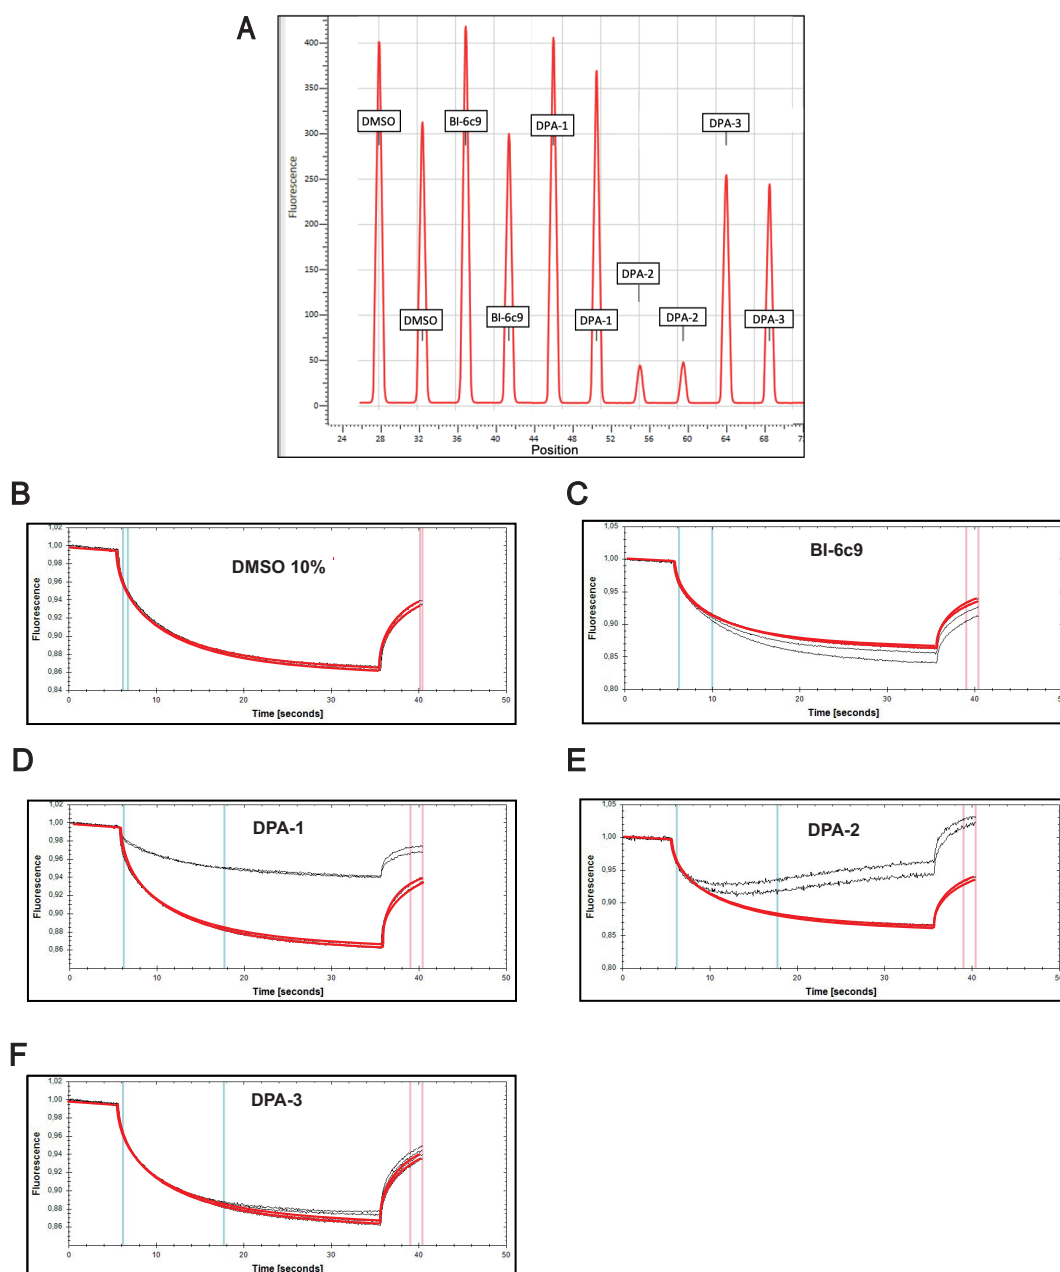 A
400
350
300
250
200
150
100
50
0
Fluorescence
DMSO
DMSO
BI-6c9
BI-6c9
DPA-1
DPA-1
DPA-2
DPA-2
DPA-3
DPA-3
24 28 32 36 40 44 48 52 56 60 64 68
Position
B
DMSO 10%
1,02
1,00
0,98
0,96
0,94
0,92
0,90
0,88
0,86
0,84
Fluorescence
0 10 20 30 40 50
Time [seconds]
C
BI-6c9
1,05
1,00
0,95
0,90
0,85
0,80
Fluorescence
0 10 20 30 40 50
Time [seconds]
D
DPA-1
1,02
1,00
0,98
0,96
0,94
0,92
0,90
0,88
0,86
Fluorescence
0 10 20 30 40 50
Time [seconds]
E
DPA-2
1,05
1,00
0,95
0,90
0,85
0,80
Fluorescence
0 10 20 30 40 50
Time [seconds]
F
DPA-3
1,02
1,00
0,98
0,96
0,94
0,92
0,90
0,88
0,86
Fluorescence
0 10 20 30 40 50
Time [seconds]